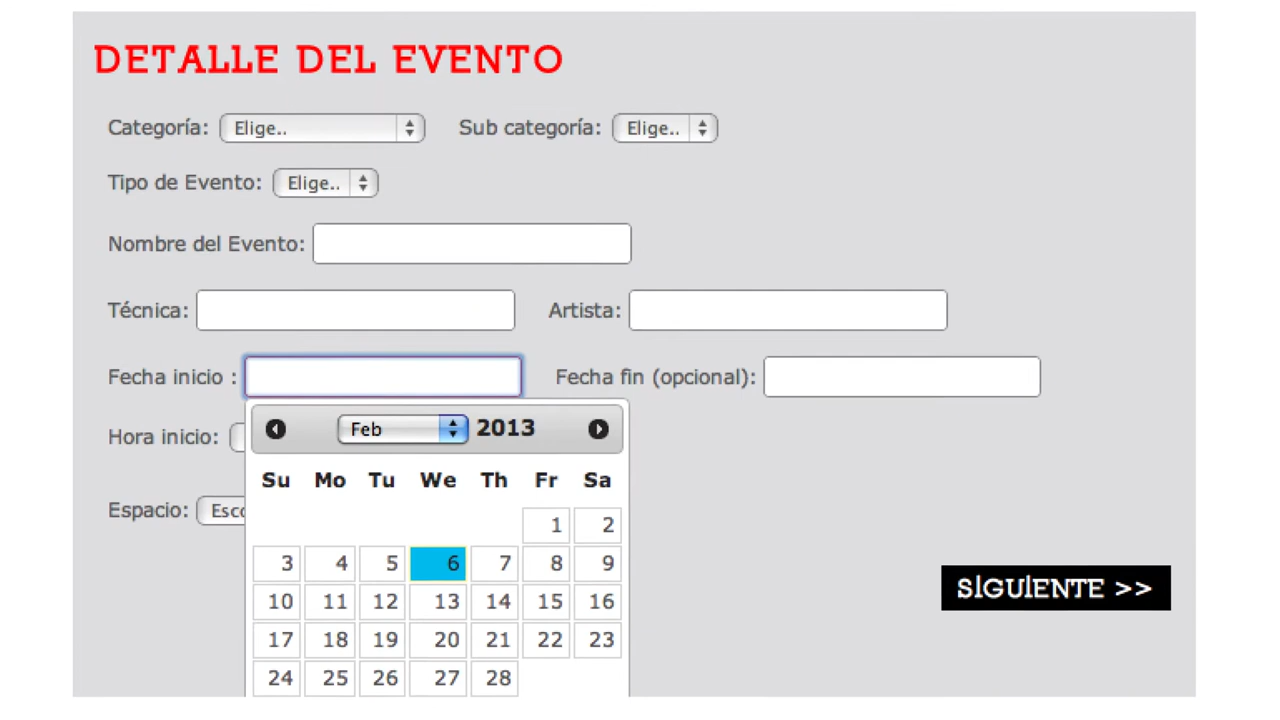 DETALLE DEL EVENTO
Categoría: Elige.. Sub categoría: Elige..
Tipo de Evento: Elige..
Nombre del Evento:
Técnica: Artista:
Fecha inicio : Fecha fin (opcional):
Feb 2013
Hora inicio:
Su Mo Tu We Th Fr Sa
Espacio:
1 2
3 4 5 6 7 8 9
SIGUIENTE >>
10 11 12 13 14 15 16
17 18 19 20 21 22 23
24 25 26 27 28